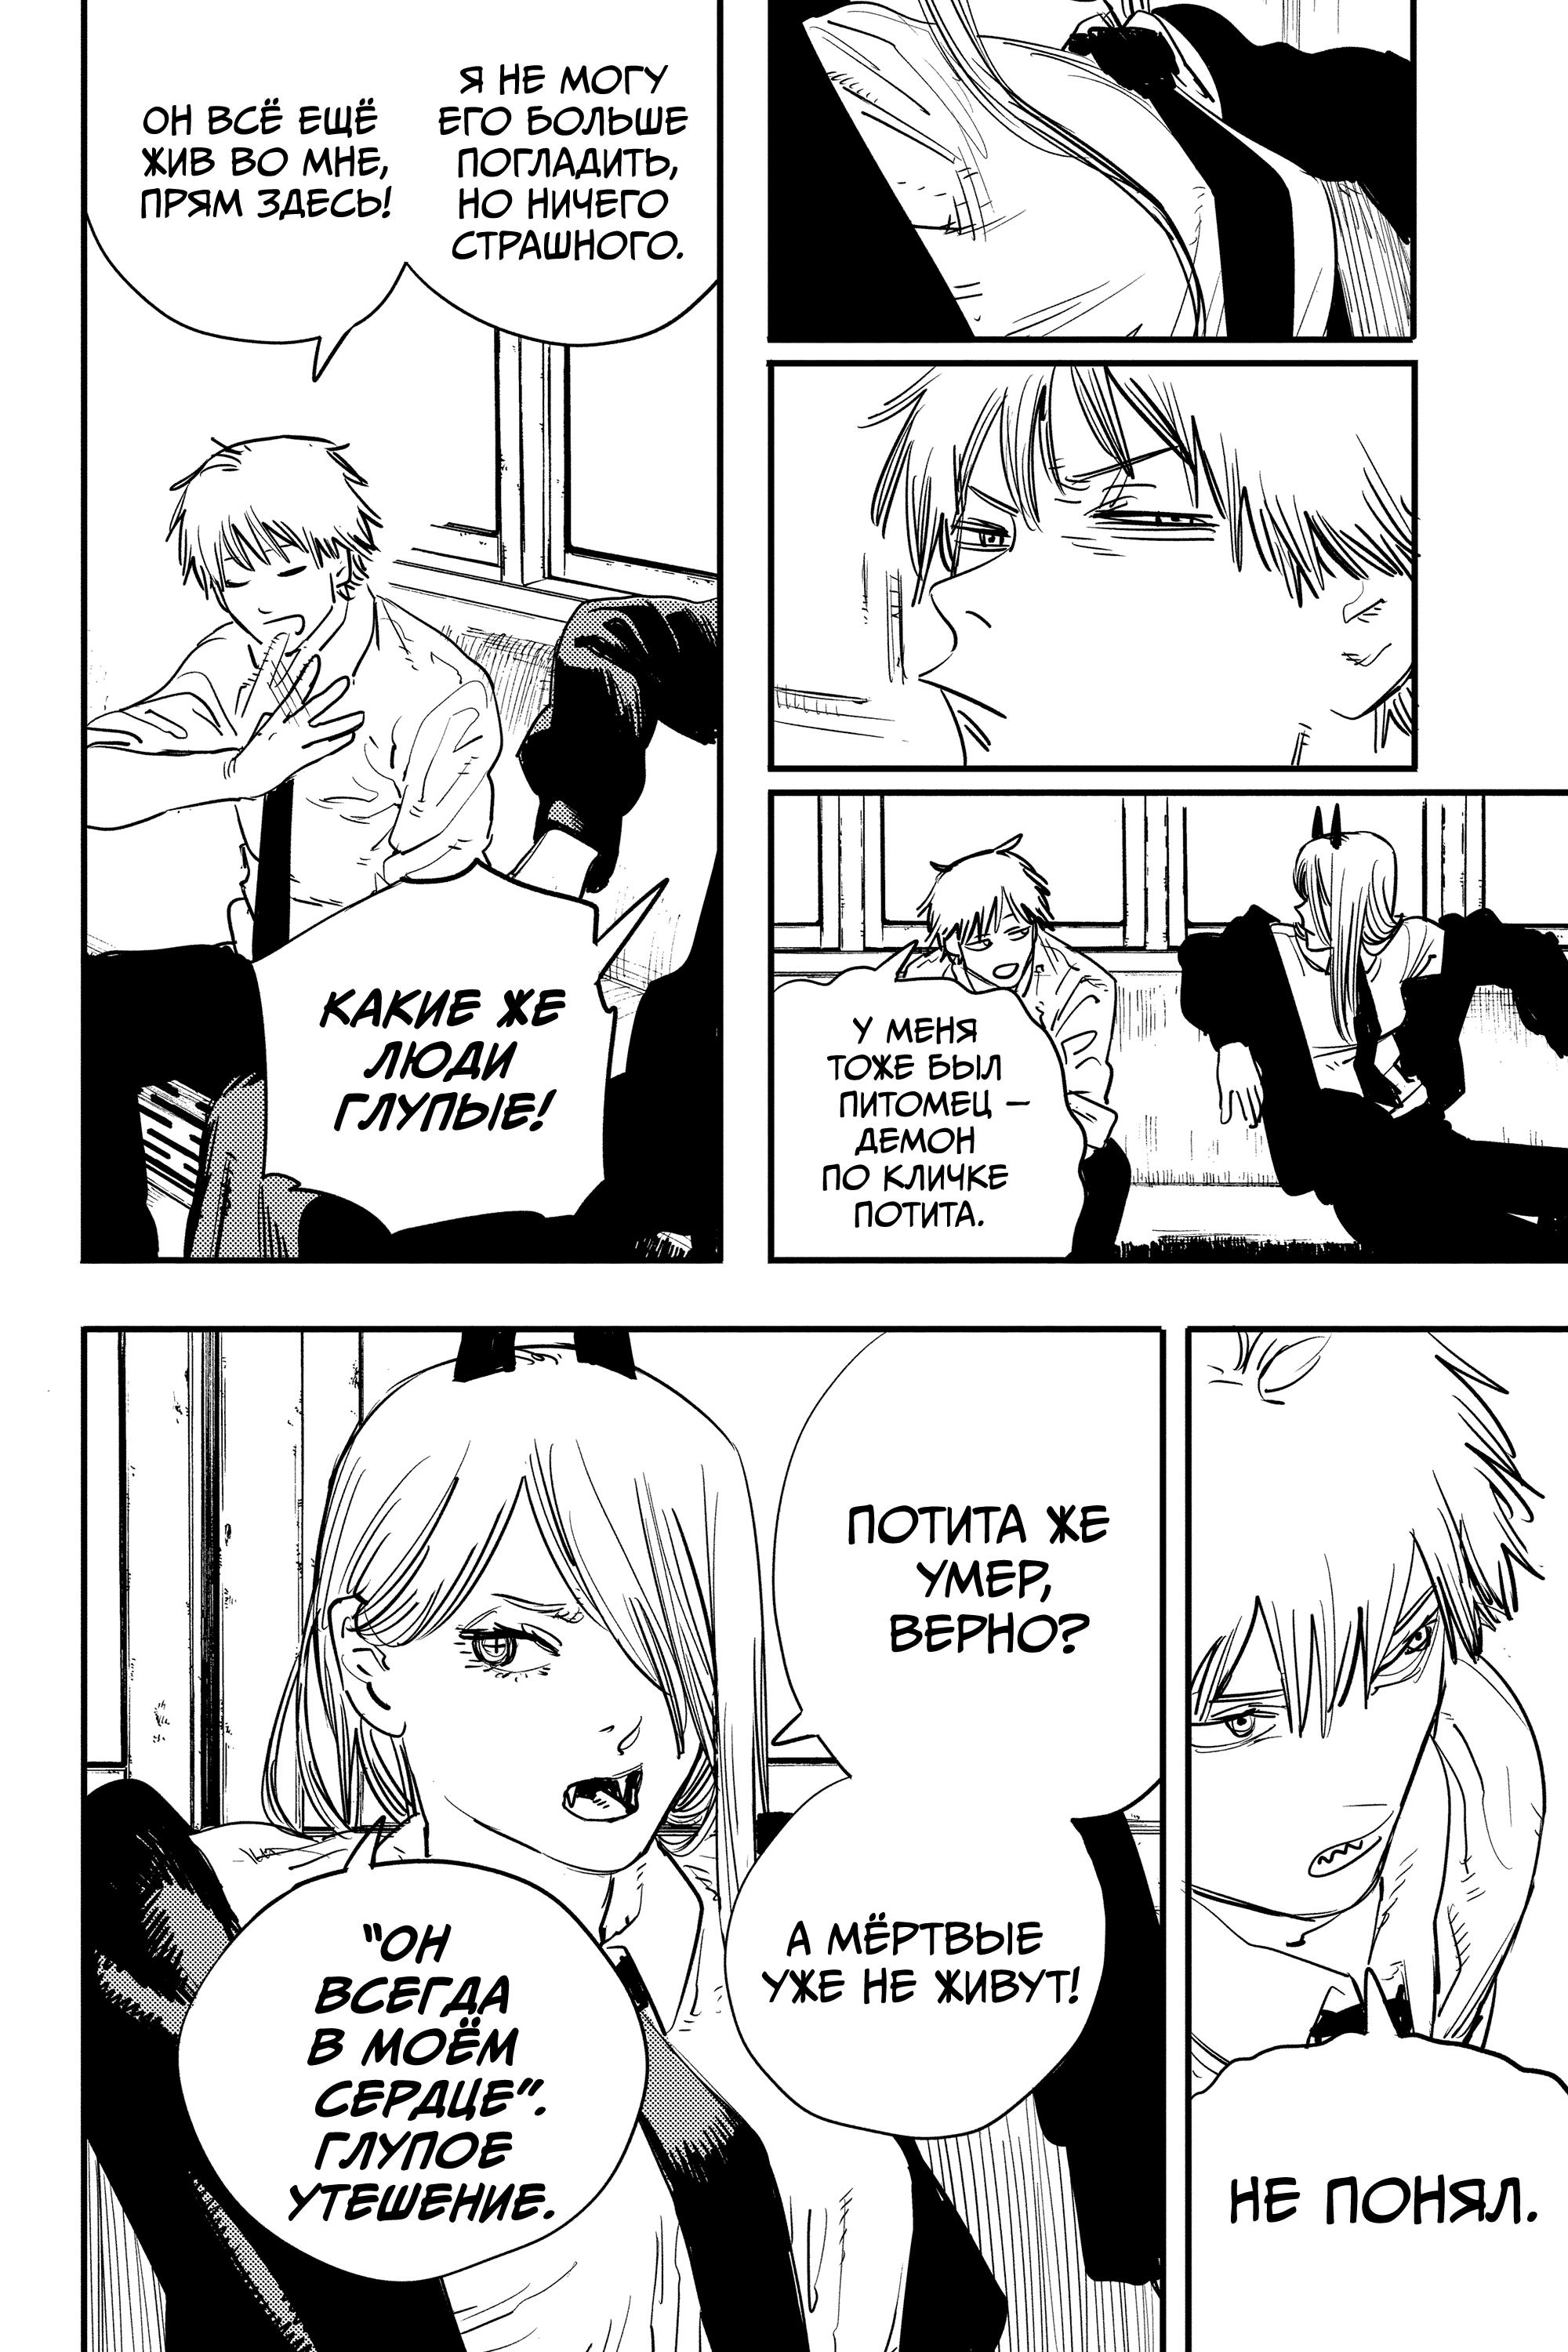 У МЕНЯ
ТОЖЕ БЫЛ
ПИТОМЕЦ –
ДЕМОН
ПО КЛИЧКЕ
ПОТИТА.
Я НЕ МОГУ
ЕГО БОЛЬШЕ
ПОГЛАДИТЬ,
НО НИЧЕГО
СТРАШНОГО.
ОН ВСЁ ЕЩЁ
ЖИВ ВО МНЕ,
ПРЯМ ЗДЕСЬ!
КАКИЕ ЖЕ
ЛЮДИ
ГЛУПЫЕ!
НЕ ПОНЯЛ.
ПОТИТА ЖЕ
УМЕР,
ВЕРНО?
А МЁРТВЫЕ
УЖЕ НЕ ЖИВУТ!
"ОН
ВСЕГДА
В МОЁМ
СЕРДЦЕ".
ГЛУПОЕ
УТЕШЕНИЕ.